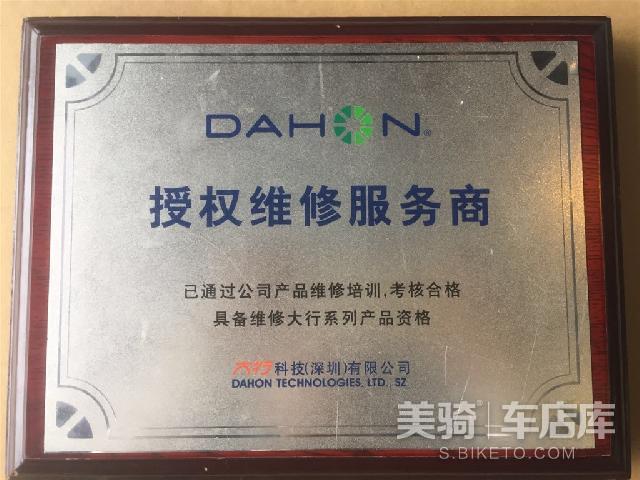 DAHON®
授权维修服务商
已通过公司产品维修培训,考核合格
具备维修大行系列产品资格
大行科技(深圳)有限公司
DAHON TECHNOLOGIES, LTD, SZ
美骑 车店库
S.BIKETO.COM